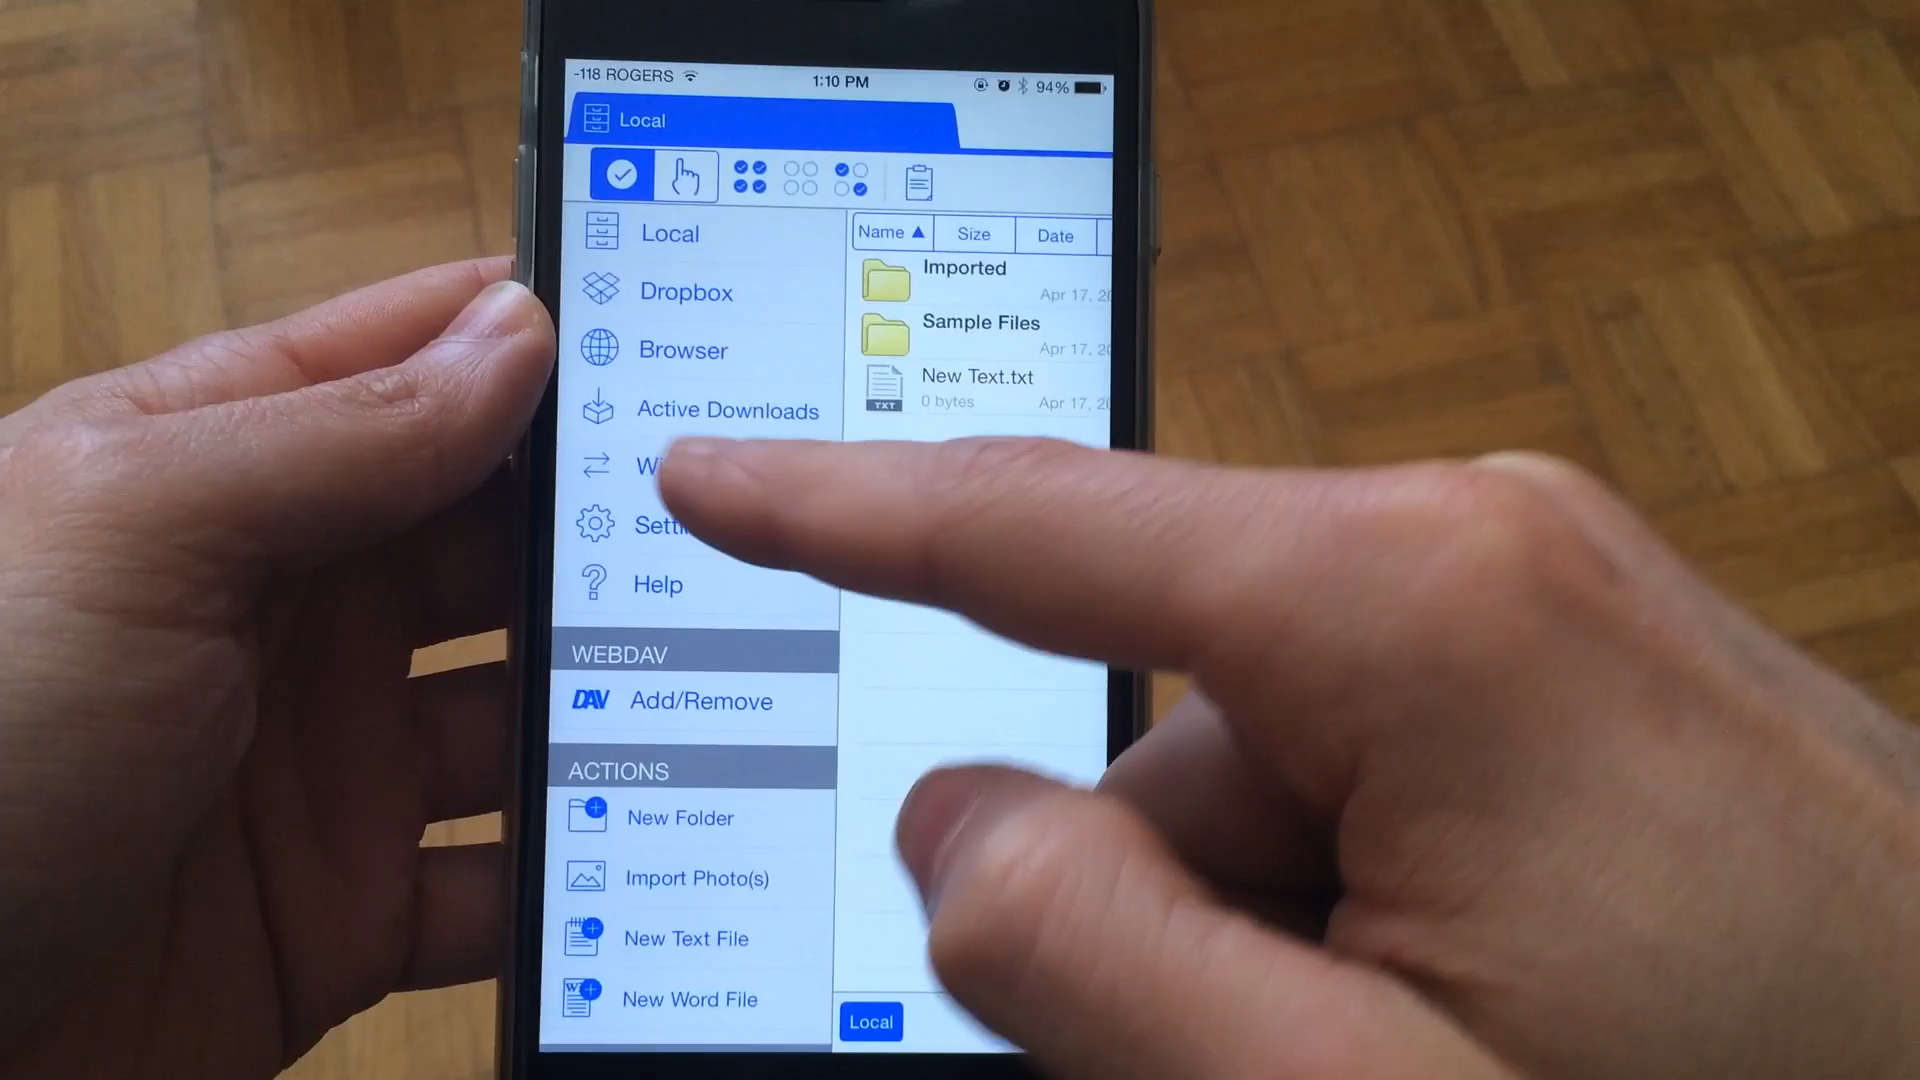 -118 ROGERS 1:10 PM 94%
Local
Local
Dropbox
Browser
Active Downloads
Help
WEBDAV
DAV Add/Remove
ACTIONS
New Folder
Import Photo(s)
New Text File
New Word File
Name ▲ Size Date
Imported
Apr 17, 20
Sample Files
Apr 17, 20
New Text.txt
TXT 0 bytes Apr 17, 20
Local